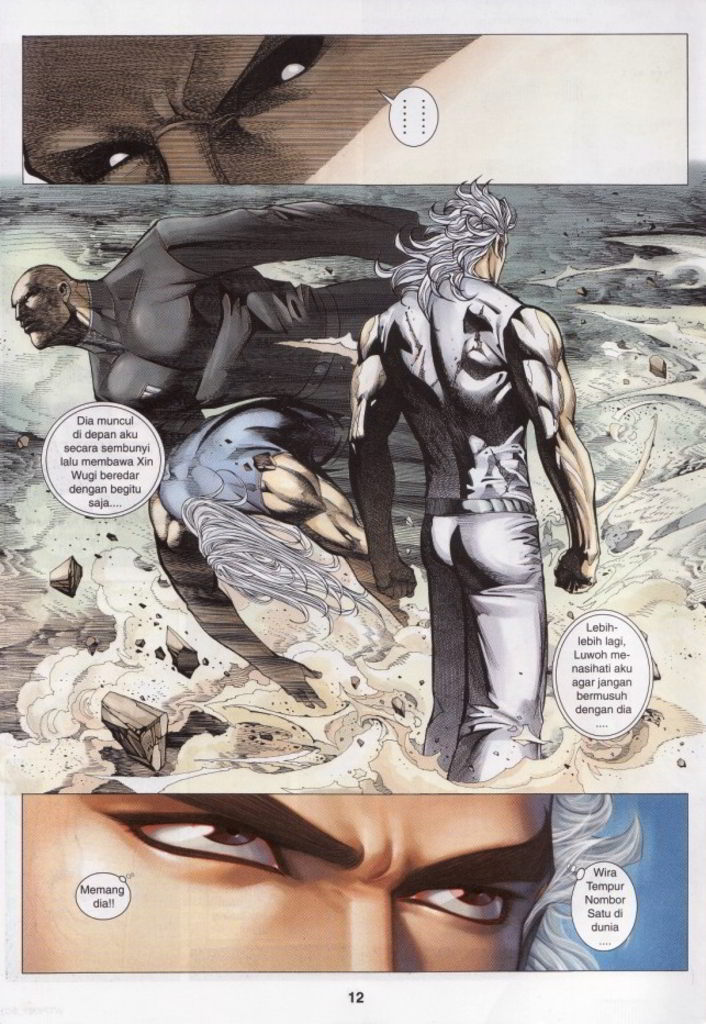 ......
Dia muncul
di depan aku
secara sembunyi
lalu membawa Xin
Wugi beredar
dengan begitu
saja....
Lebih-
lebih lagi,
Luwoh me-
nasihati aku
agar jangan
bermusuh
dengan dia
....
Memang
dia!!
Wira
Tempur
Nombor
Satu di
dunia
....
12